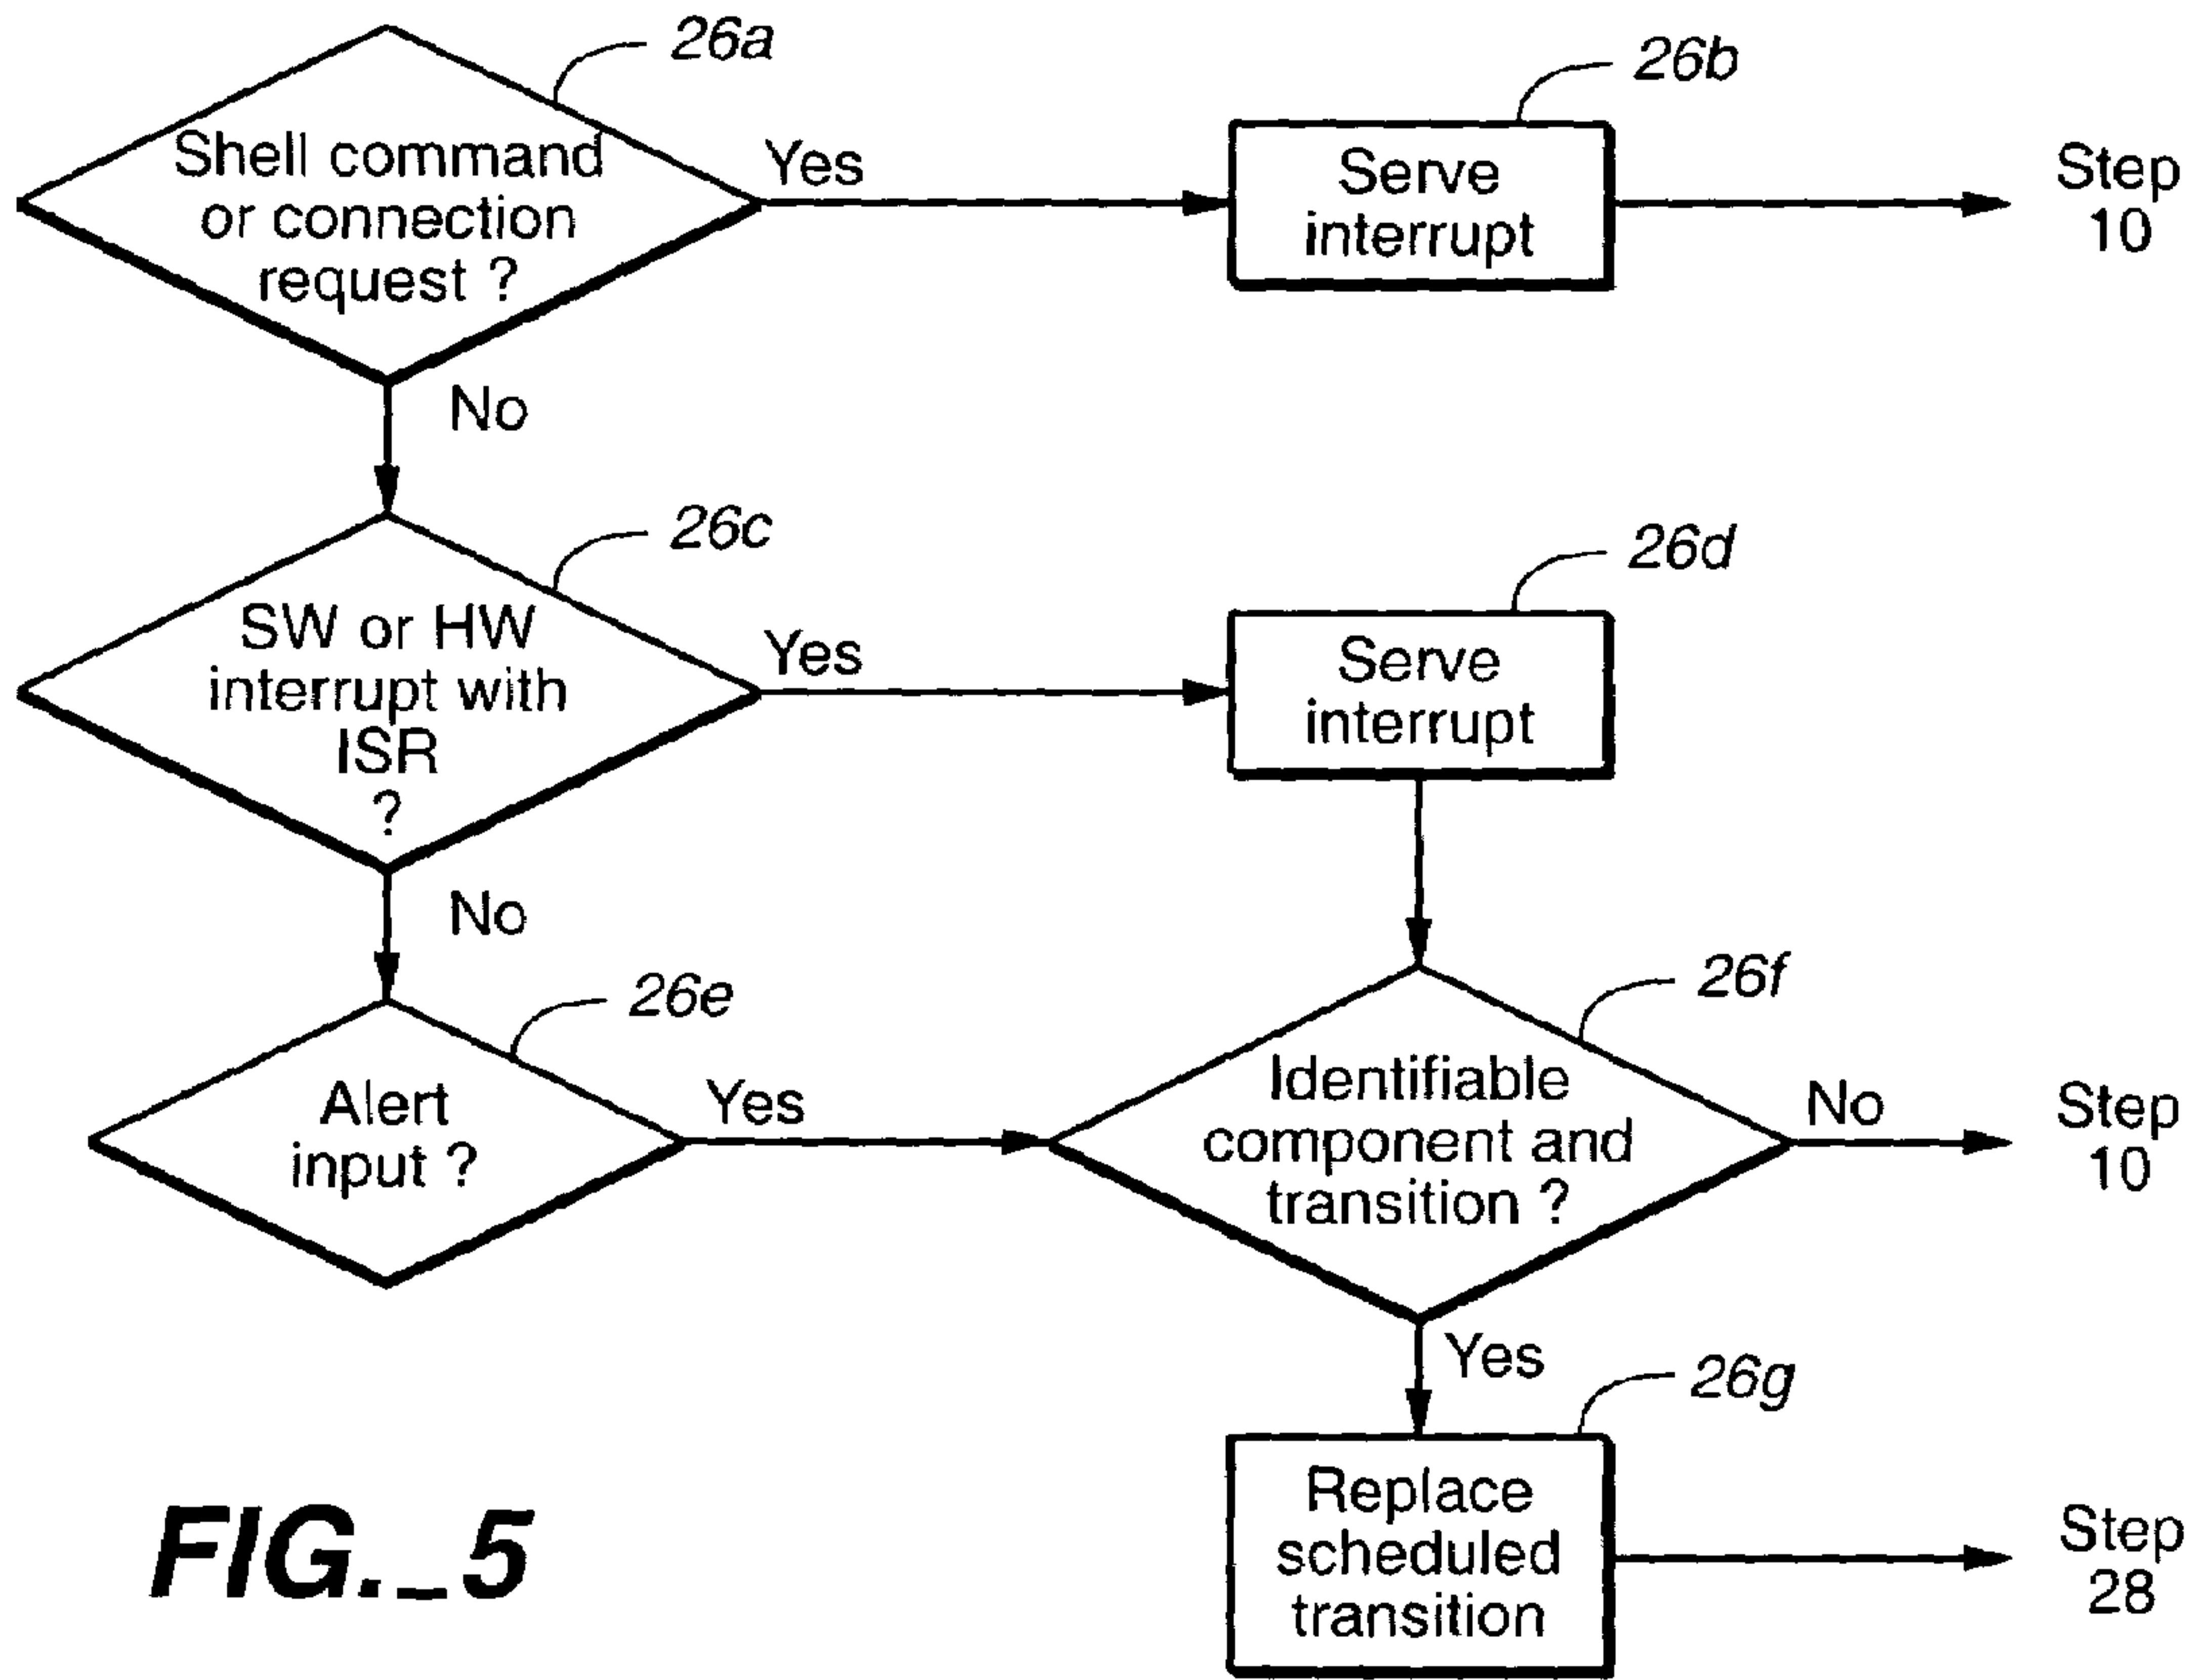 26a
Shell command
or connection
request ?
Yes
26b
Serve
interrupt
Step
10
No
26c
SW or HW
interrupt with
ISR
?
Yes
26d
Serve
interrupt
No
26e
Alert
input ?
Yes
26f
Identifiable
component and
transition ?
No
Step
10
Yes
26g
Replace
scheduled
transition
Step
28
FIG._5